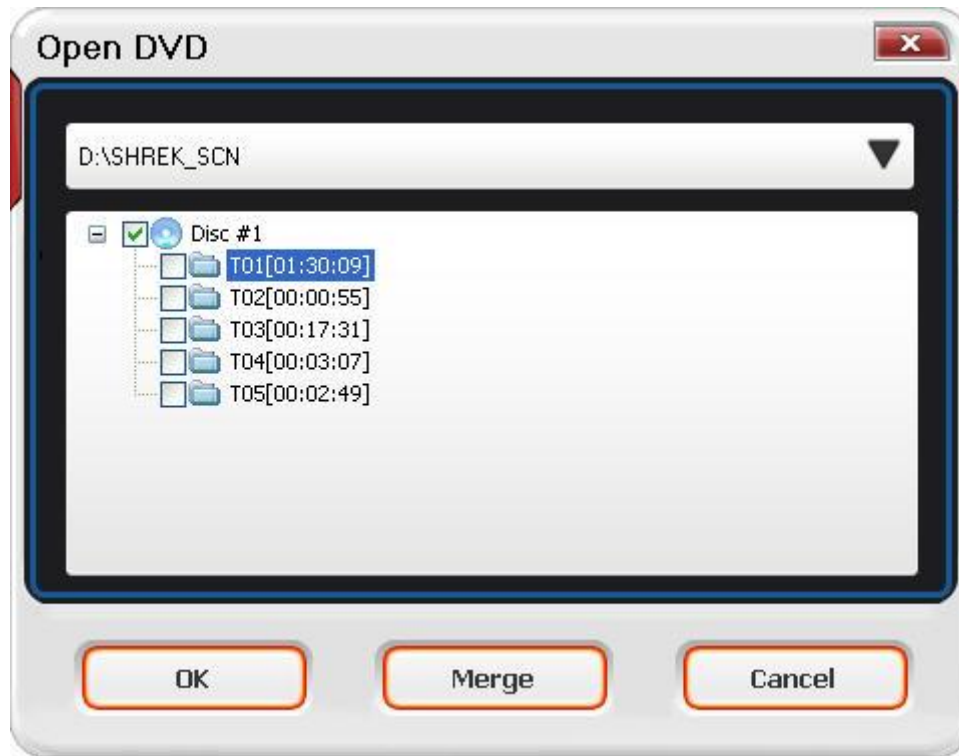 Open DVD
D:\SHREK_SCN
Disc #1
T01[01:30:09]
T02[00:00:55]
T03[00:17:31]
T04[00:03:07]
T05[00:02:49]
OK
Merge
Cancel